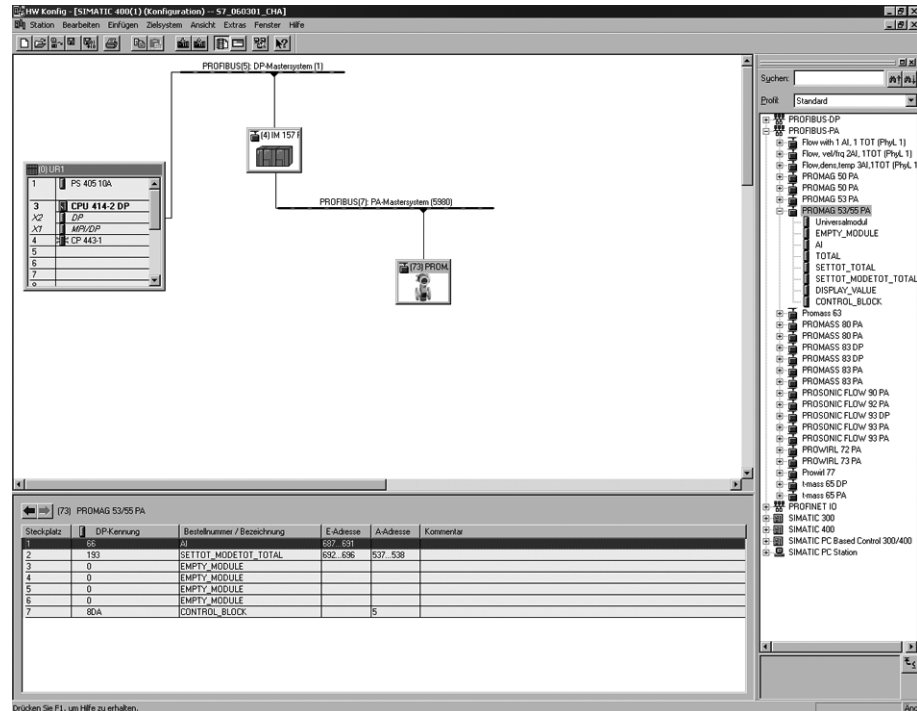 HW Konfig - [SIMATIC 400(1) (Konfiguration) -- S7_060301_CHA]
Station Bearbeiten Einfügen Zielsystem Ansicht Extras Fenster Hilfe
PROFIBUS(5): DP-Mastersystem (1)
(4) IM 157
(0) UR1
1 PS 405 10A
3 CPU 414-2 DP
X2 DP
X1 MPI/DP
4 CP 443-1
5
6
7
PROFIBUS(7): PA-Mastersystem (5980)
(73) PROM
Suchen:
Profil: Standard
PROFIBUS-DP
PROFIBUS-PA
Flow with 1 AI, 1 TOT (PhyL 1)
Flow, vel/frq 2AI, 1TOT (PhyL 1)
Flow,dens,temp 3AI,1TOT (PhyL 1
PROMAG 50 PA
PROMAG 50 PA
PROMAG 53 PA
PROMAG 53/55 PA
Universalmodul
EMPTY_MODULE
AI
TOTAL
SETTOT_TOTAL
SETTOT_MODETOT_TOTAL
DISPLAY_VALUE
CONTROL_BLOCK
Promass 63
PROMASS 80 PA
PROMASS 80 PA
PROMASS 83 DP
PROMASS 83 DP
PROMASS 83 PA
PROMASS 83 PA
PROSONIC FLOW 90 PA
PROSONIC FLOW 92 PA
PROSONIC FLOW 93 DP
PROSONIC FLOW 93 PA
PROSONIC FLOW 93 PA
PROWIRL 72 PA
PROWIRL 73 PA
Prowirl 77
t-mass 65 DP
t-mass 65 PA
PROFINET IO
SIMATIC 300
SIMATIC 400
SIMATIC PC Based Control 300/400
SIMATIC PC Station
(73) PROMAG 53/55 PA
Steckplatz DP-Kennung Bestellnummer / Bezeichnung E-Adresse A-Adresse Kommentar
1 66 AI 687...691
2 193 SETTOT_MODETOT_TOTAL 692...696 537...538
3 0 EMPTY_MODULE
4 0 EMPTY_MODULE
5 0 EMPTY_MODULE
6 0 EMPTY_MODULE
7 8DA CONTROL_BLOCK 5
Drücken Sie F1, um Hilfe zu erhalten.